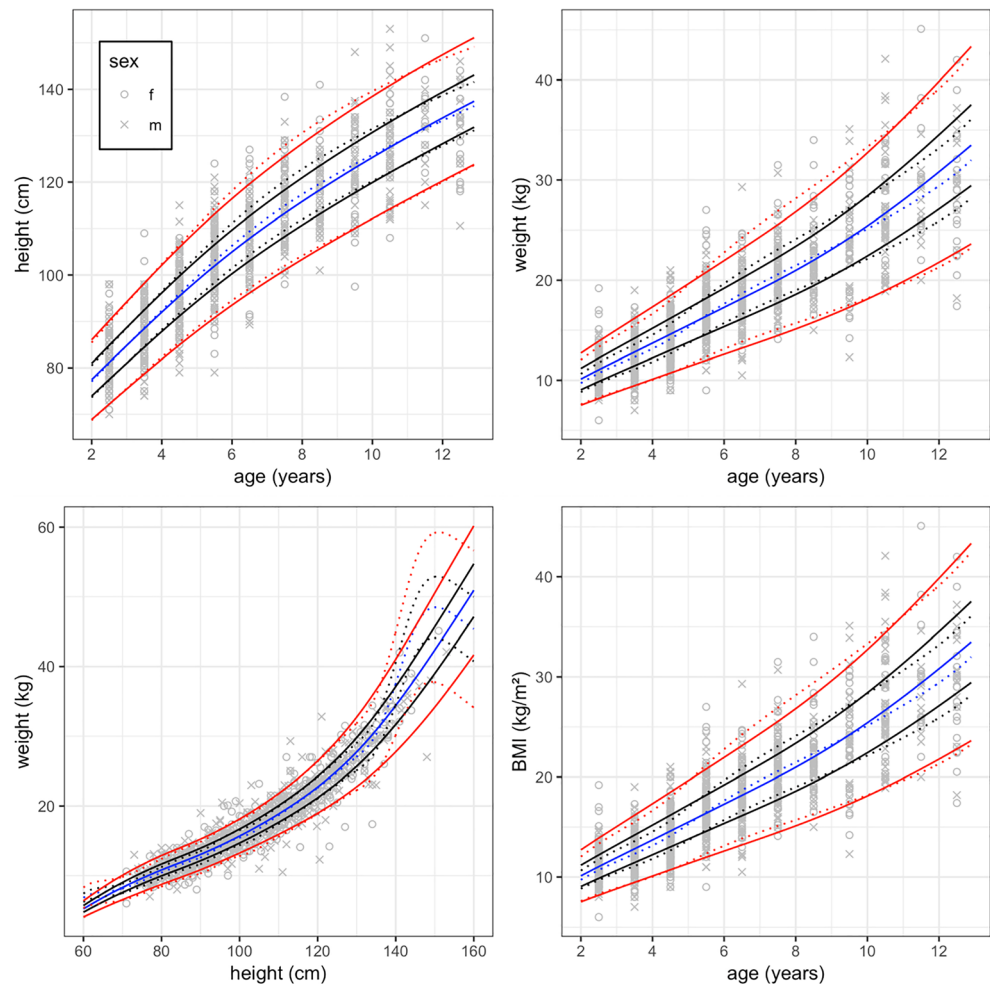 height (cm)
140
120
100
80
sex
f
m
2 4 6 8 10 12
age (years)
weight (kg)
40
30
20
10
2 4 6 8 10 12
age (years)
weight (kg)
60
40
20
60 80 100 120 140 160
height (cm)
BMI (kg/m²)
40
30
20
10
2 4 6 8 10 12
age (years)